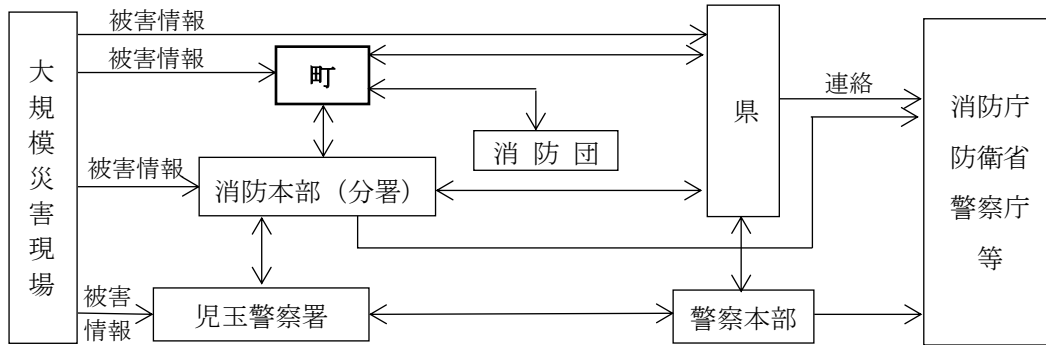 大規模災害現場
被害情報
被害情報
町
県
連絡
消防庁
防衛省
警察庁
等
消 防 団
被害情報
消防本部（分署）
被害
情報
児玉警察署
警察本部